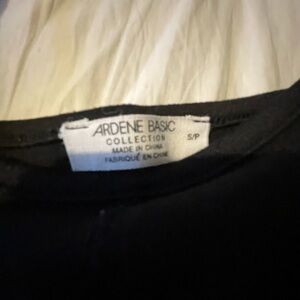 ARDENE BASIC
COLLECTION
S/P
MADE IN CHINA
FABRIQUÉ EN CHINE